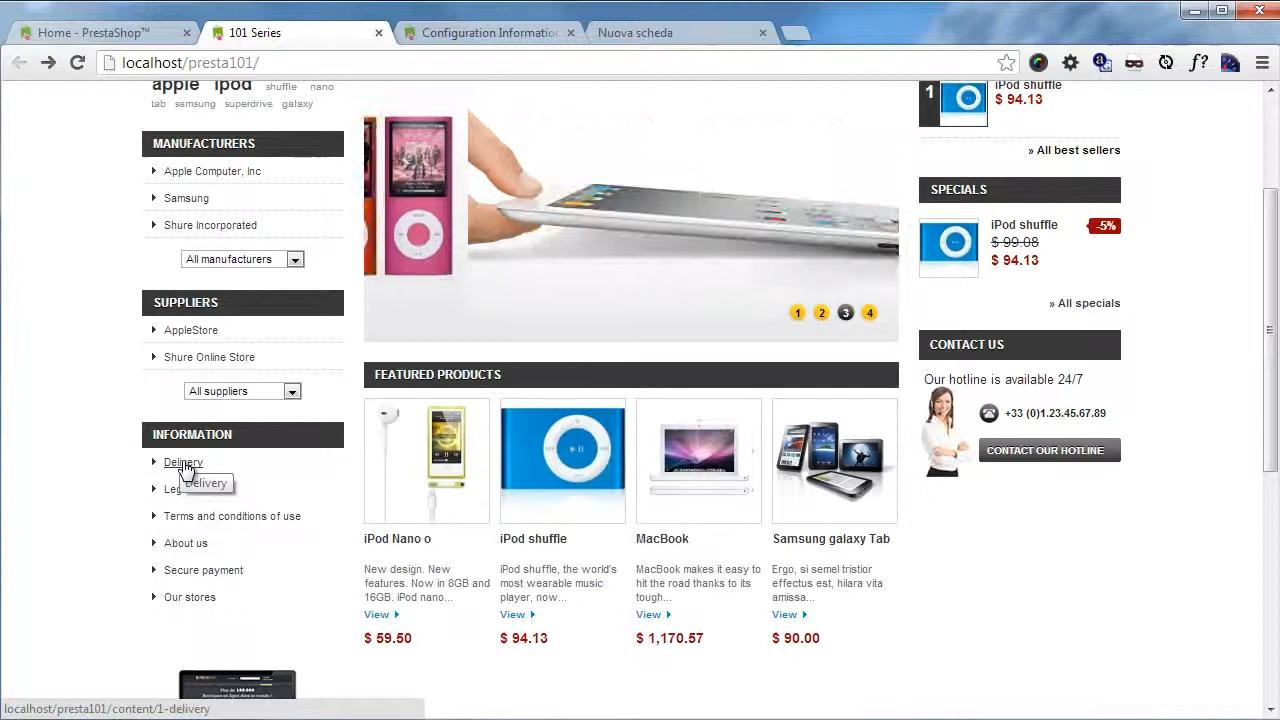 Home - PrestaShop™
101 Series
Configuration Informatio
Nuova scheda
localhost/presta101/
f?
apple ipod shuffle nano
tab samsung superdrive galaxy
MANUFACTURERS
Apple Computer, Inc
Samsung
Shure Incorporated
All manufacturers
SUPPLIERS
AppleStore
Shure Online Store
All suppliers
INFORMATION
Delivery
Delivery
Terms and conditions of use
About us
Secure payment
Our stores
1 2 3 4
FEATURED PRODUCTS
iPod Nano o
New design. New
features. Now in 8GB and
16GB. iPod nano...
View
$ 59.50
iPod shuffle
iPod shuffle, the world's
most wearable music
player, now...
View
$ 94.13
MacBook
MacBook makes it easy to
hit the road thanks to its
tough...
View
$ 1,170.57
Samsung galaxy Tab
Ergo, si semel tristior
effectus est, hilara vita
amissa...
View
$ 90.00
1
iPod shuffle
$ 94.13
» All best sellers
SPECIALS
iPod shuffle
-5%
$ 99.08
$ 94.13
» All specials
CONTACT US
Our hotline is available 24/7
+33 (0)1.23.45.67.89
CONTACT OUR HOTLINE
localhost/presta101/content/1-delivery